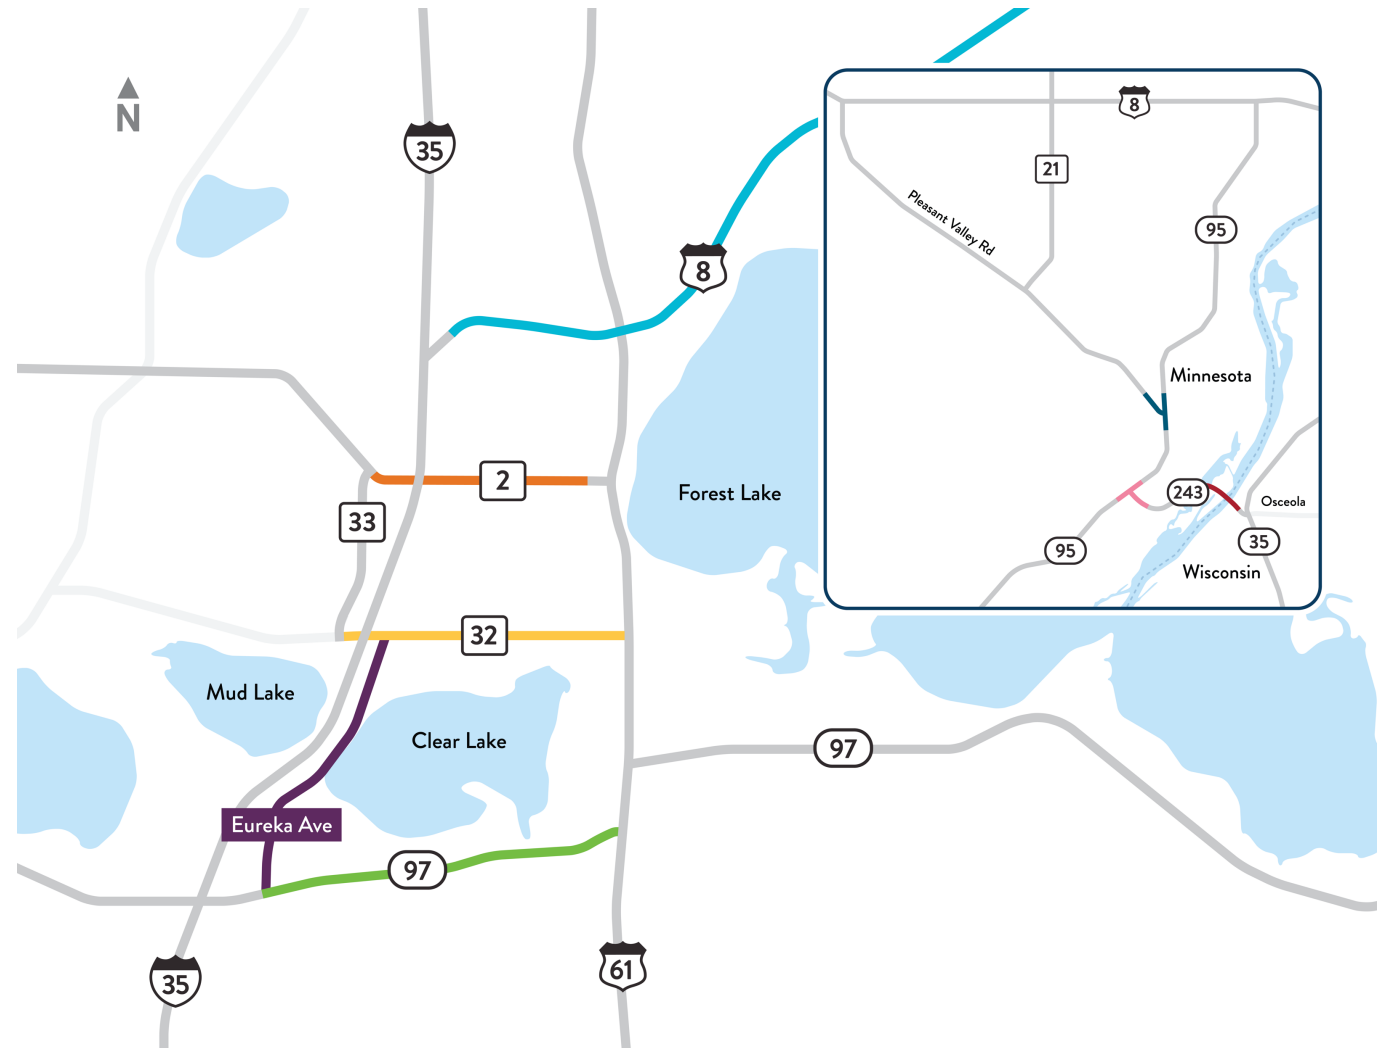 N
35
8
8
21
Pleasant Valley Rd
95
Minnesota
2
Forest Lake
243
Osceola
33
95
35
Wisconsin
32
Mud Lake
Clear Lake
97
Eureka Ave
97
35
61